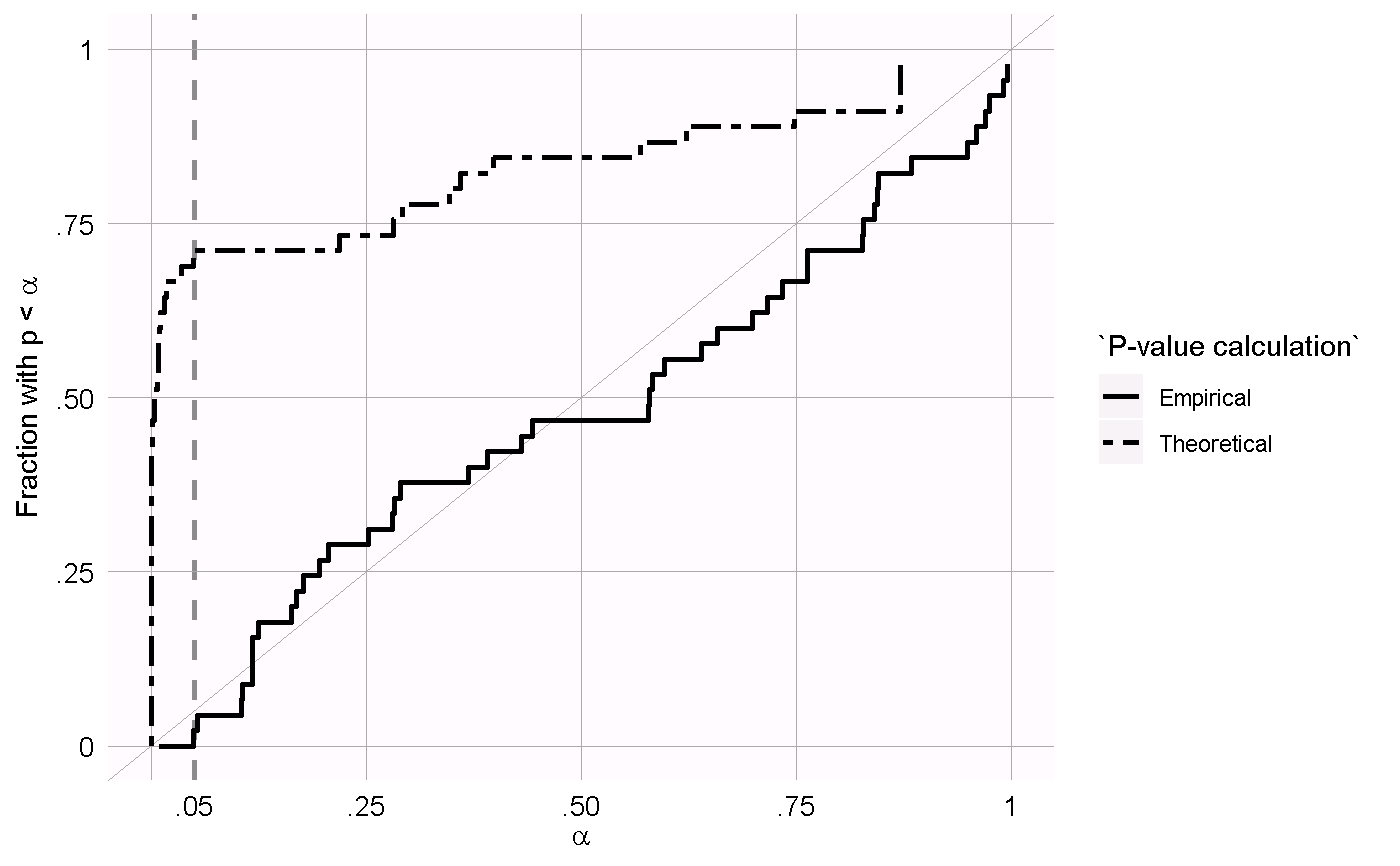 Fraction with p < α
1
.75
.50
.25
0
.05
.25
.50
.75
1
α
`P-value calculation`
Empirical
Theoretical